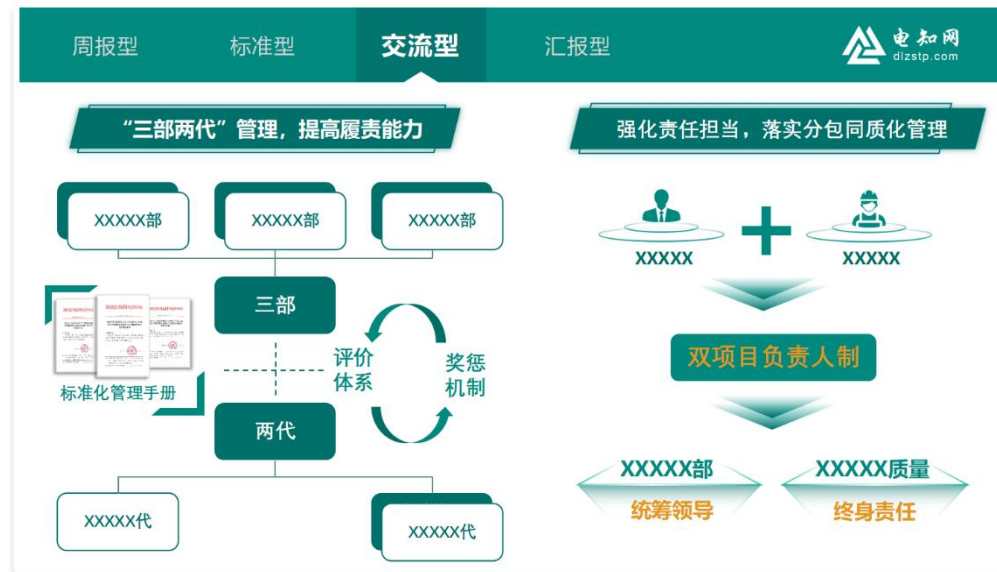 周报型
标准型
交流型
汇报型
电知网
dlzstp.com
“三部两代”管理，提高履责能力
XXXXX部
XXXXX部
XXXXX部
三部
标准化管理手册
评价
体系
奖惩
机制
两代
XXXXX代
XXXXX代
强化责任担当，落实分包同质化管理
XXXXX
XXXXX
双项目负责人制
XXXXX部
统筹领导
XXXXX质量
终身责任